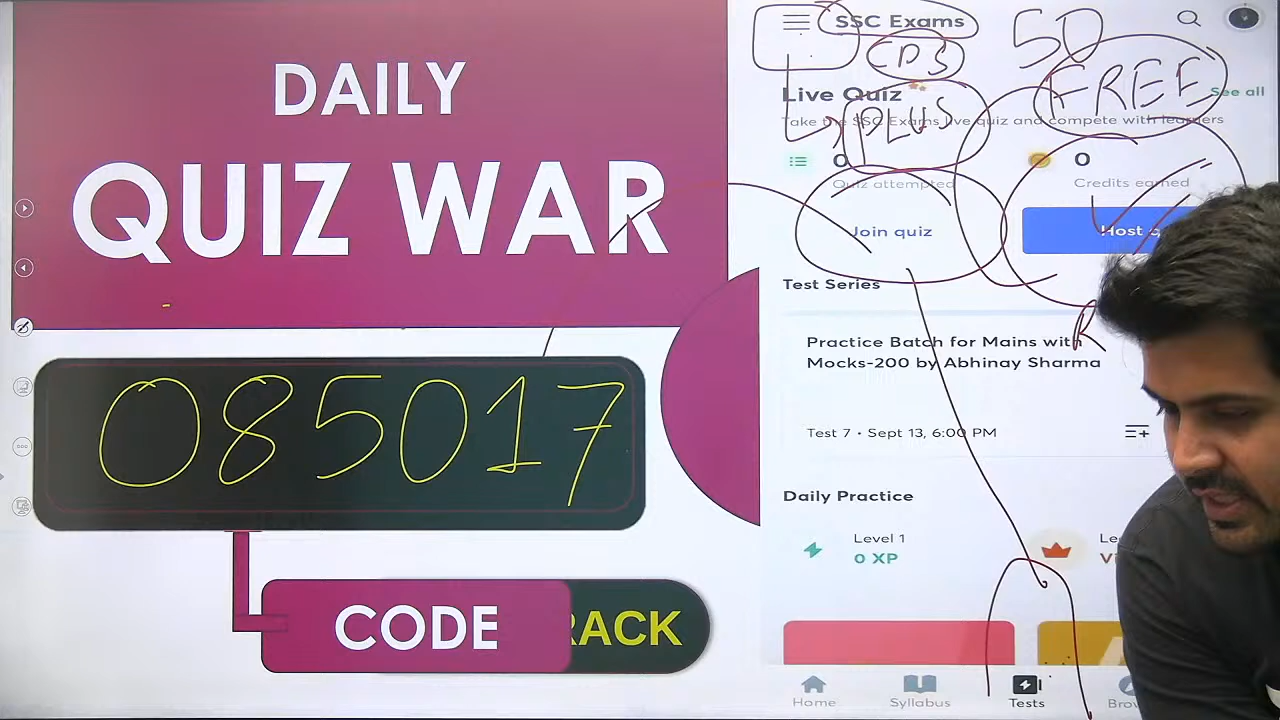 DAILY
QUIZ WAR
085017
CODE
RACK
SSC Exams
50
CDS
FREE
Live Quiz
See all
PLUS
Take the SSC Exams live quiz and compete with learners
0
0
Quiz attempted
Credits earned
Join quiz
Host q
Test Series
R
Practice Batch for Mains with
Mocks-200 by Abhinay Sharma
Test 7 • Sept 13, 6:00 PM
Daily Practice
Level 1
Le
0 XP
Vi
Home
Syllabus
Tests
Brow